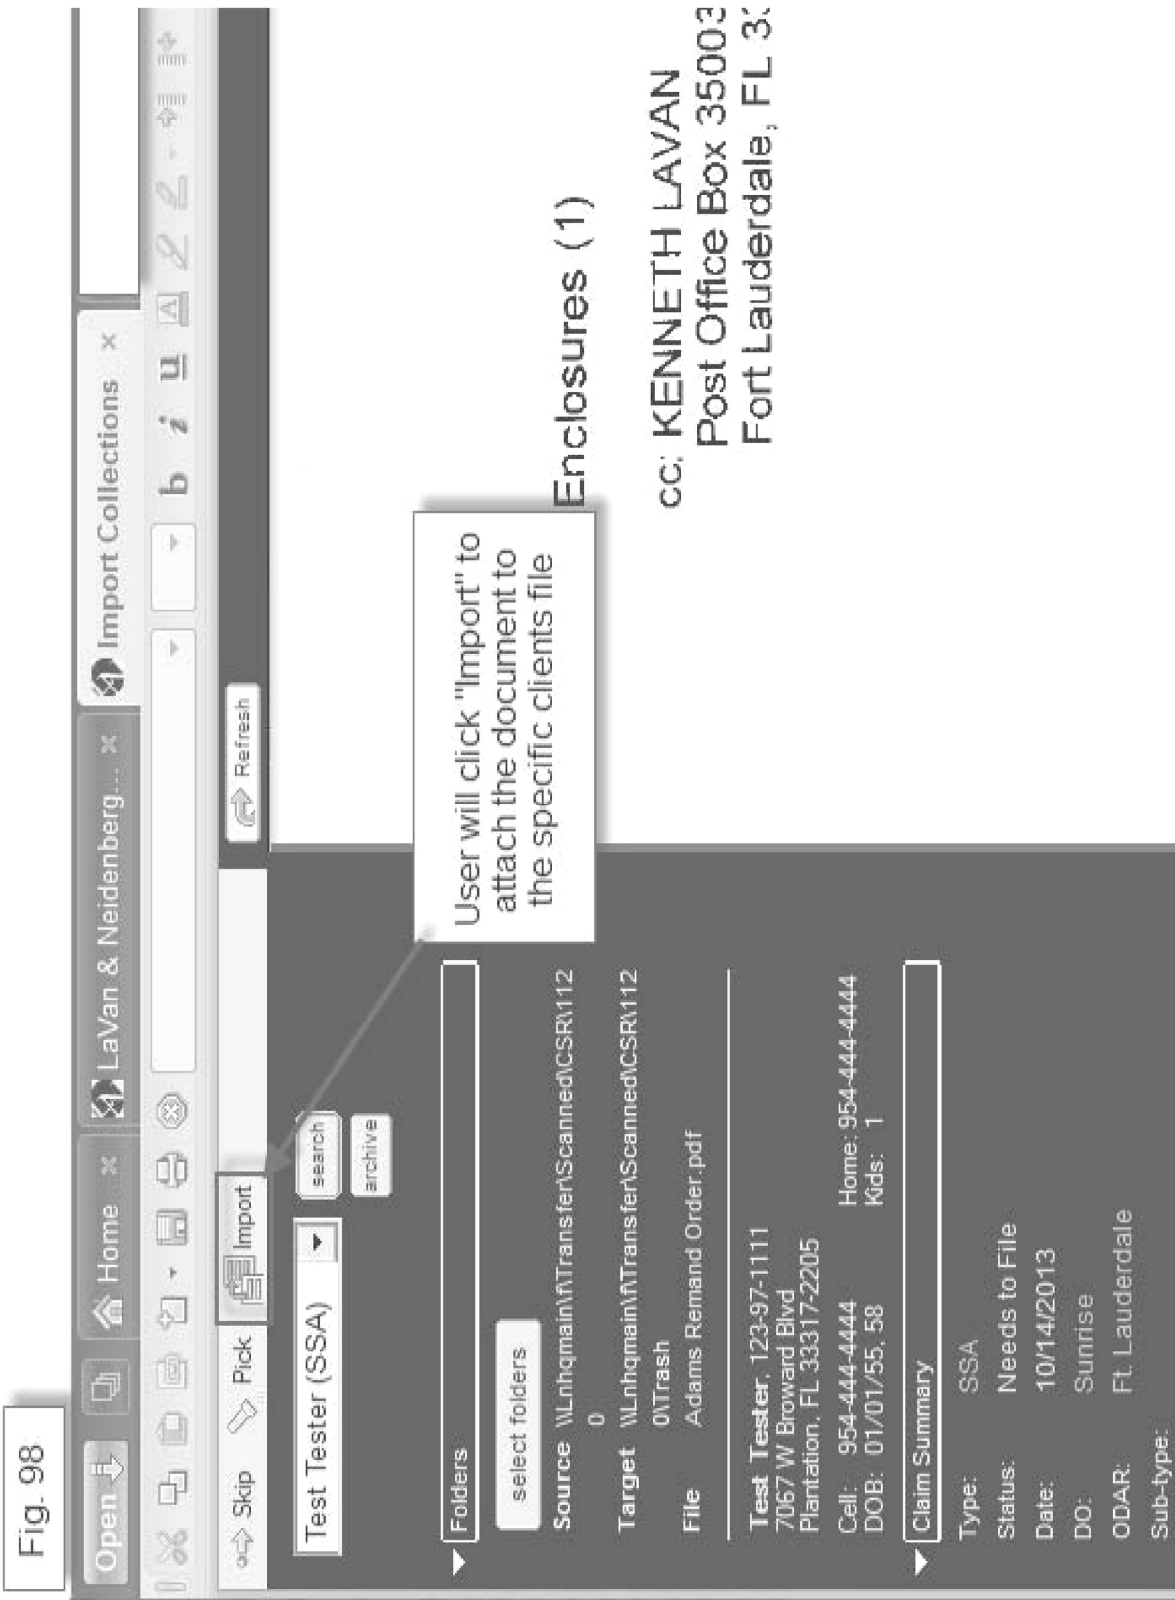 Fig. 98
Open
Home ×
LaVan & Neidenberg... ×
Import Collections ×
b i u A
Skip
Pick
Import
Refresh
Test Tester (SSA)
search
archive
User will click "Import" to
attach the document to
the specific clients file
Folders
select folders
Source \\Lnhqmain\f\Transfer\Scanned\CSR\112
0
Target \\Lnhqmain\f\Transfer\Scanned\CSR\112
0\Trash
File Adams Remand Order.pdf
Test Tester, 123-97-1111
7067 W Broward Blvd
Plantation, FL 33317-2205
Cell: 954-444-4444 Home: 954-444-4444
DOB: 01/01/55, 58 Kids: 1
Claim Summary
Type: SSA
Status: Needs to File
Date: 10/14/2013
DO: Sunrise
ODAR: Ft. Lauderdale
Sub-type:
Enclosures (1)
cc: KENNETH LAVAN
Post Office Box 35003
Fort Lauderdale, FL 3